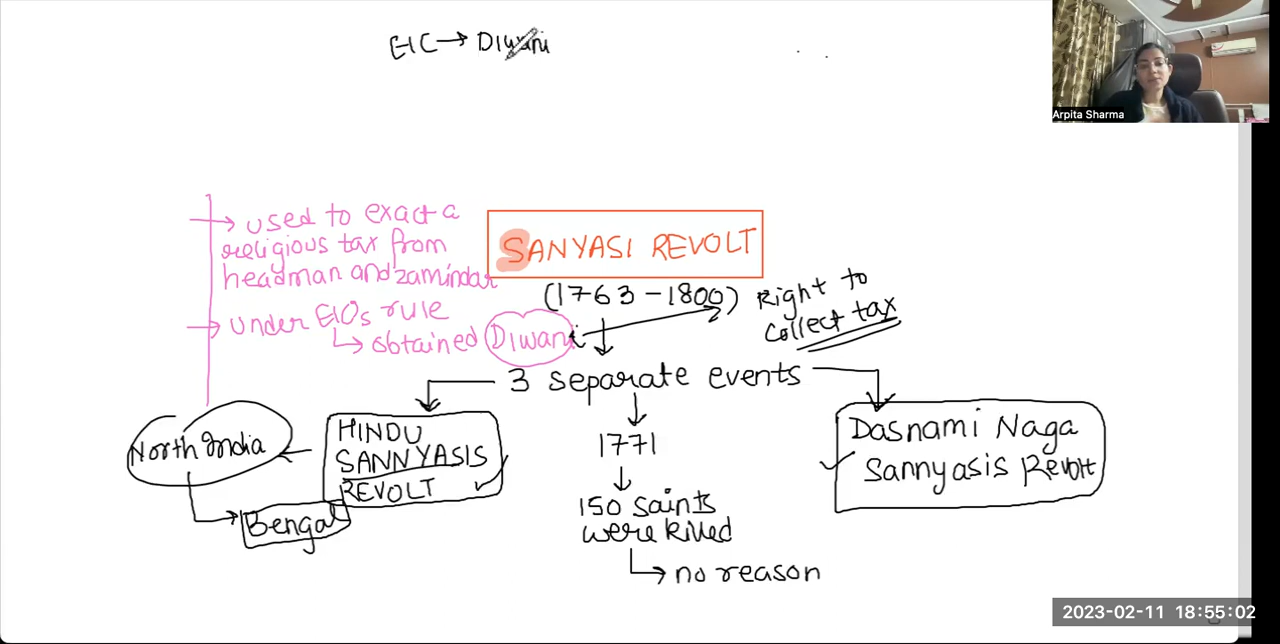 EIC → Diwani
Arpita Sharma
→ used to exact a
religious tax from
headman and zamindar
→ under EIOs rule
↳ obtained Diwani
SANYASI REVOLT
(1763-1800)
Right to
collect tax
3 separate events
North India
Bengal
HINDU
SANNYASIS
REVOLT
1771
150 saints
were killed
↳ no reason
Dasnami Naga
Sannyasis Revolt
2023-02-11 18:55:02